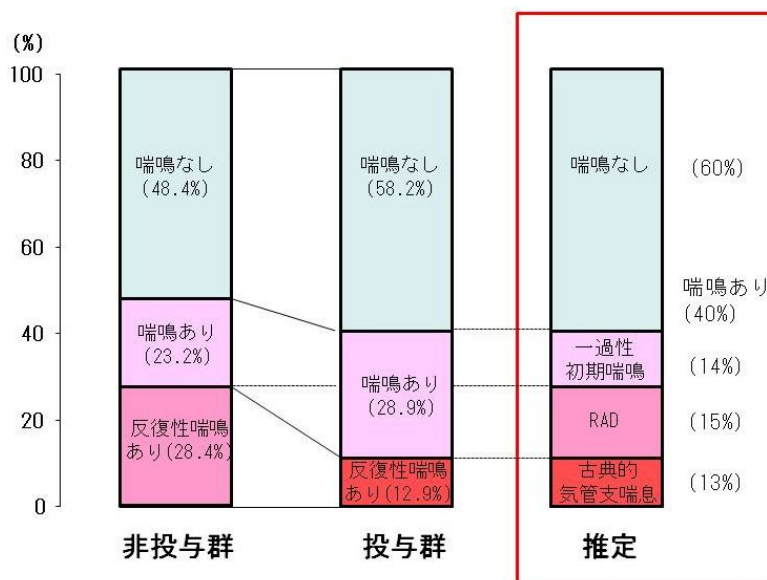 (%)
100
80
60
40
20
0
喘鳴なし
(48.4%)
喘鳴あり
(23.2%)
反復性喘鳴
あり(28.4%)
非投与群
喘鳴なし
(58.2%)
喘鳴あり
(28.9%)
反復性喘鳴
あり(12.9%)
投与群
喘鳴なし
(60%)
喘鳴あり
(40%)
一過性
初期喘鳴
(14%)
RAD
(15%)
古典的
気管支喘息
(13%)
推定